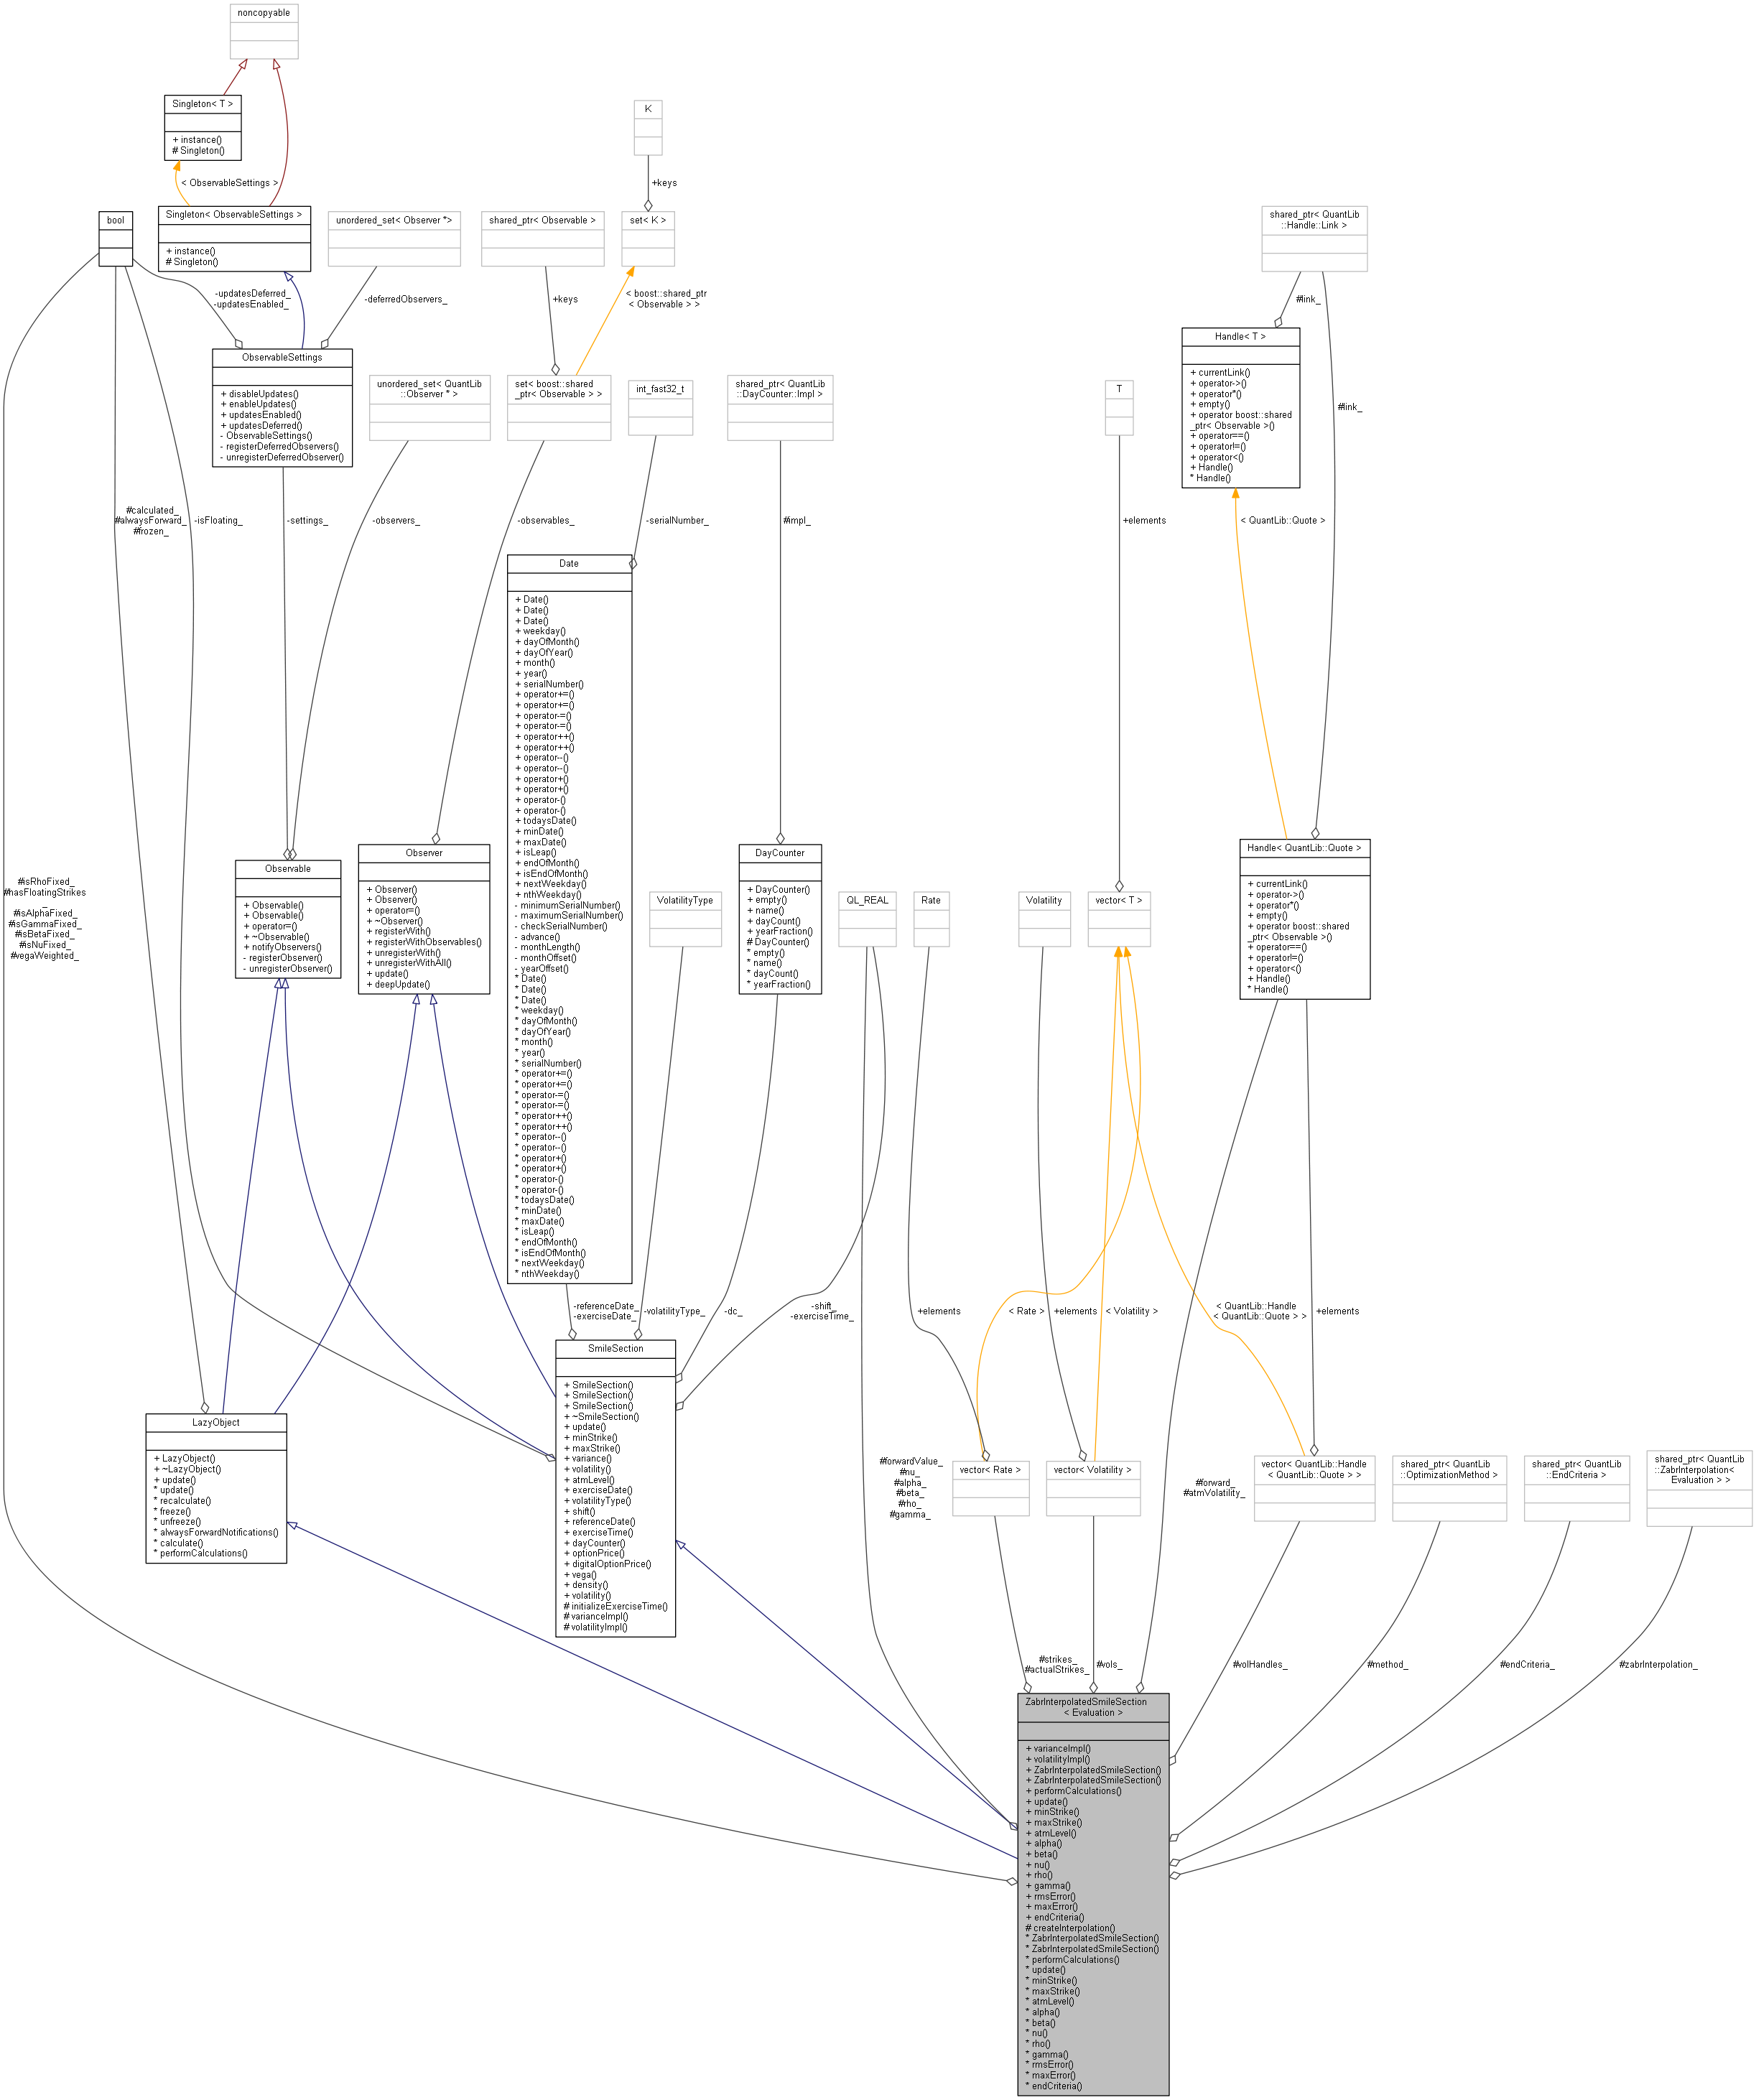 noncopyable
Singleton< T >
+ instance()
# Singleton()
K
< ObservableSettings >
+keys
bool
Singleton< ObservableSettings >
+ instance()
# Singleton()
unordered_set< Observer *>
shared_ptr< Observable >
set< K >
shared_ptr< QuantLib
::Handle::Link >
-updatesDeferred_
-updatesEnabled_
-deferredObservers_
+keys
< boost::shared_ptr
< Observable > >
#link_
Handle< T >
+ currentLink()
+ operator->()
+ operator*()
+ empty()
+ operator boost::shared
_ptr< Observable >()
+ operator==()
+ operator!=()
+ operator<()
+ Handle()
* Handle()
ObservableSettings
+ disableUpdates()
+ enableUpdates()
+ updatesEnabled()
+ updatesDeferred()
- ObservableSettings()
- registerDeferredObservers()
- unregisterDeferredObserver()
unordered_set< QuantLib
::Observer * >
set< boost::shared
_ptr< Observable > >
int_fast32_t
shared_ptr< QuantLib
::DayCounter::Impl >
T
#link_
#calculated_
#alwaysForward_
#frozen_
-isFloating_
-settings_
-observers_
-observables_
-serialNumber_
#impl_
+elements
< QuantLib::Quote >
Date
+ Date()
+ Date()
+ Date()
+ weekday()
+ dayOfMonth()
+ dayOfYear()
+ month()
+ year()
+ serialNumber()
+ operator+=()
+ operator+=()
+ operator-=()
+ operator-=()
+ operator++()
+ operator++()
+ operator--()
+ operator--()
+ operator+()
+ operator+()
+ operator-()
+ operator-()
+ todaysDate()
+ minDate()
+ maxDate()
+ isLeap()
+ endOfMonth()
+ isEndOfMonth()
+ nextWeekday()
+ nthWeekday()
- minimumSerialNumber()
- maximumSerialNumber()
- checkSerialNumber()
- advance()
- monthLength()
- monthOffset()
- yearOffset()
* Date()
* Date()
* Date()
* weekday()
* dayOfMonth()
* dayOfYear()
* month()
* year()
* serialNumber()
* operator+=()
* operator+=()
* operator-=()
* operator-=()
* operator++()
* operator++()
* operator--()
* operator--()
* operator+()
* operator+()
* operator-()
* operator-()
* todaysDate()
* minDate()
* maxDate()
* isLeap()
* endOfMonth()
* isEndOfMonth()
* nextWeekday()
* nthWeekday()
#isRhoFixed_
#hasFloatingStrikes
_
#isAlphaFixed_
#isGammaFixed_
#isBetaFixed_
#isNuFixed_
#vegaWeighted_
Observable
+ Observable()
+ Observable()
+ operator=()
+ ~Observable()
+ notifyObservers()
- registerObserver()
- unregisterObserver()
Observer
+ Observer()
+ Observer()
+ operator=()
+ ~Observer()
+ registerWith()
+ registerWithObservables()
+ unregisterWith()
+ unregisterWithAll()
+ update()
+ deepUpdate()
VolatilityType
DayCounter
+ DayCounter()
+ empty()
+ name()
+ dayCount()
+ yearFraction()
# DayCounter()
* empty()
* name()
* dayCount()
* yearFraction()
QL_REAL
Rate
Volatility
vector< T >
Handle< QuantLib::Quote >
+ currentLink()
+ operator->()
+ operator*()
+ empty()
+ operator boost::shared
_ptr< Observable >()
+ operator==()
+ operator!=()
+ operator<()
+ Handle()
* Handle()
-referenceDate_
-exerciseDate_
-volatilityType_
-dc_
-shift_
-exerciseTime_
+elements
< Rate >
+elements
< Volatility >
< QuantLib::Handle
< QuantLib::Quote > >
+elements
SmileSection
+ SmileSection()
+ SmileSection()
+ SmileSection()
+ ~SmileSection()
+ update()
+ minStrike()
+ maxStrike()
+ variance()
+ volatility()
+ atmLevel()
+ exerciseDate()
+ volatilityType()
+ shift()
+ referenceDate()
+ exerciseTime()
+ dayCounter()
+ optionPrice()
+ digitalOptionPrice()
+ vega()
+ density()
+ volatility()
# initializeExerciseTime()
# varianceImpl()
# volatilityImpl()
LazyObject
+ LazyObject()
+ ~LazyObject()
+ update()
* update()
* recalculate()
* freeze()
* unfreeze()
* alwaysForwardNotifications()
* calculate()
* performCalculations()
#forwardValue_
#nu_
#alpha_
#beta_
#rho_
#gamma_
vector< Rate >
vector< Volatility >
#forward_
#atmVolatility_
vector< QuantLib::Handle
< QuantLib::Quote > >
shared_ptr< QuantLib
::OptimizationMethod >
shared_ptr< QuantLib
::EndCriteria >
shared_ptr< QuantLib
::ZabrInterpolation<
Evaluation > >
#strikes_
#actualStrikes_
#vols_
#volHandles_
#method_
#endCriteria_
#zabrInterpolation_
ZabrInterpolatedSmileSection
< Evaluation >
+ varianceImpl()
+ volatilityImpl()
+ ZabrInterpolatedSmileSection()
+ ZabrInterpolatedSmileSection()
+ performCalculations()
+ update()
+ minStrike()
+ maxStrike()
+ atmLevel()
+ alpha()
+ beta()
+ nu()
+ rho()
+ gamma()
+ rmsError()
+ maxError()
+ endCriteria()
# createInterpolation()
* ZabrInterpolatedSmileSection()
* ZabrInterpolatedSmileSection()
* performCalculations()
* update()
* minStrike()
* maxStrike()
* atmLevel()
* alpha()
* beta()
* nu()
* rho()
* gamma()
* rmsError()
* maxError()
* endCriteria()